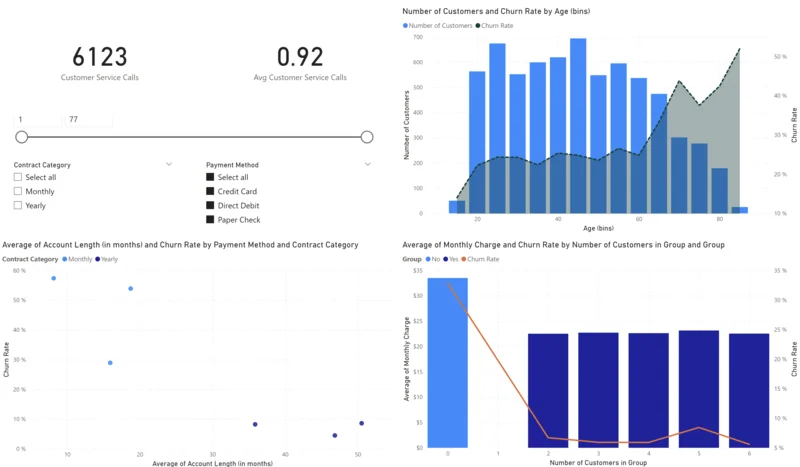 6123
Customer Service Calls
0.92
Avg Customer Service Calls
1
77
Contract Category
Select all
Monthly
Yearly
Payment Method
Select all
Credit Card
Direct Debit
Paper Check
Number of Customers and Churn Rate by Age (bins)
Number of Customers Churn Rate
Number of Customers
700
600
500
400
300
200
100
0
50 %
40 %
30 %
20 %
10 %
Churn Rate
20 40 60 80
Age (bins)
Average of Account Length (in months) and Churn Rate by Payment Method and Contract Category
Contract Category Monthly Yearly
Churn Rate
60 %
50 %
40 %
30 %
20 %
10 %
0 %
10 20 30 40 50
Average of Account Length (in months)
Average of Monthly Charge and Churn Rate by Number of Customers in Group and Group
Group No Yes Churn Rate
Average of Monthly Charge
$35
$30
$25
$20
$15
$10
$5
$0
35 %
30 %
25 %
20 %
15 %
10 %
5 %
Churn Rate
0 1 2 3 4 5 6
Number of Customers in Group